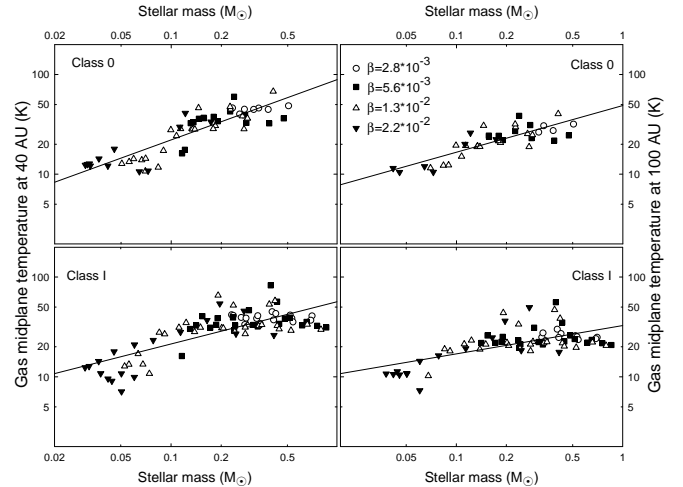 Stellar mass (M☉) Stellar mass (M☉)
0.02 0.05 0.1 0.2 0.5 0.05 0.1 0.2 0.5 1
Class 0
β=2.8*10-3
β=5.6*10-3
β=1.3*10-2
β=2.2*10-2
Class 0
100
50
20
10
5
100
50
20
10
5
Gas midplane temperature at 40 AU (K)
Gas midplane temperature at 100 AU (K)
Class I
Class I
100
50
20
10
5
100
50
20
10
5
0.02 0.05 0.1 0.2 0.5 0.05 0.1 0.2 0.5 1
Stellar mass (M☉) Stellar mass (M☉)